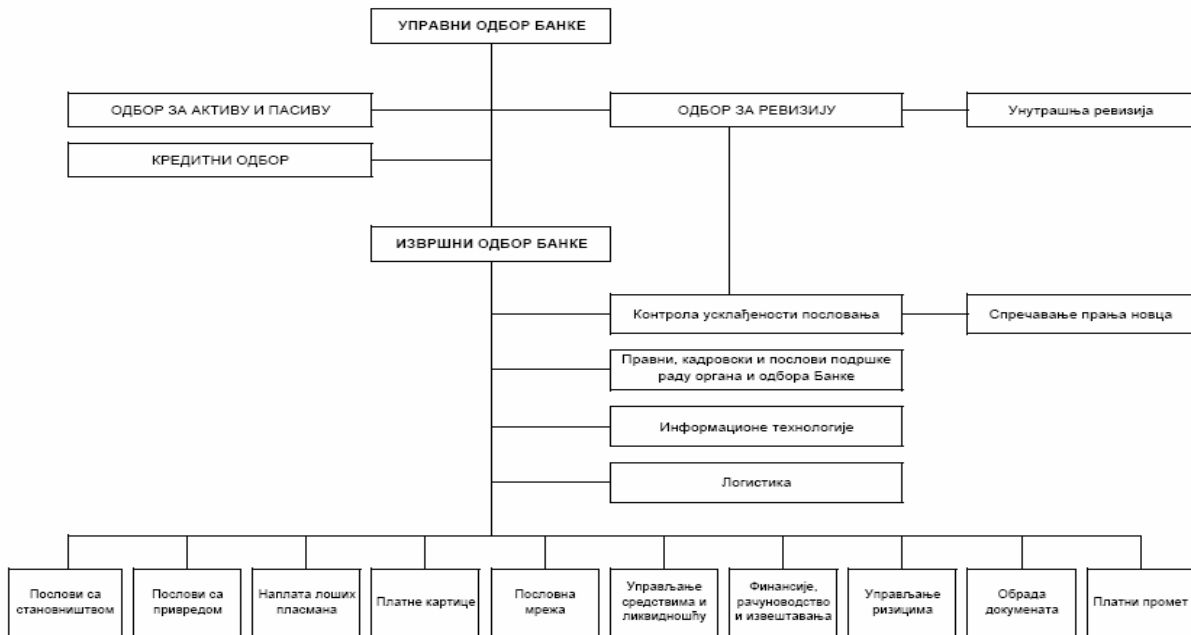 УПРАВНИ ОДБОР БАНКЕ
ОДБОР ЗА АКТИВУ И ПАСИВУ
ОДБОР ЗА РЕВИЗИЈУ
Унутрашња ревизија
КРЕДИТНИ ОДБОР
ИЗВРШНИ ОДБОР БАНКЕ
Контрола усклађености пословања
Спречавање прања новца
Правни, кадровски и послови подршке
раду органа и одбора Банке
Информационе технологије
Логистика
Послови са
становништвом
Послови са
привредом
Наплата лоших
пласмана
Платне картице
Пословна
мрежа
Управљање
средствима и
ликвидношћу
Финансије,
рачуноводство
и извештавања
Управљање
ризицима
Обрада
докумената
Платни промет